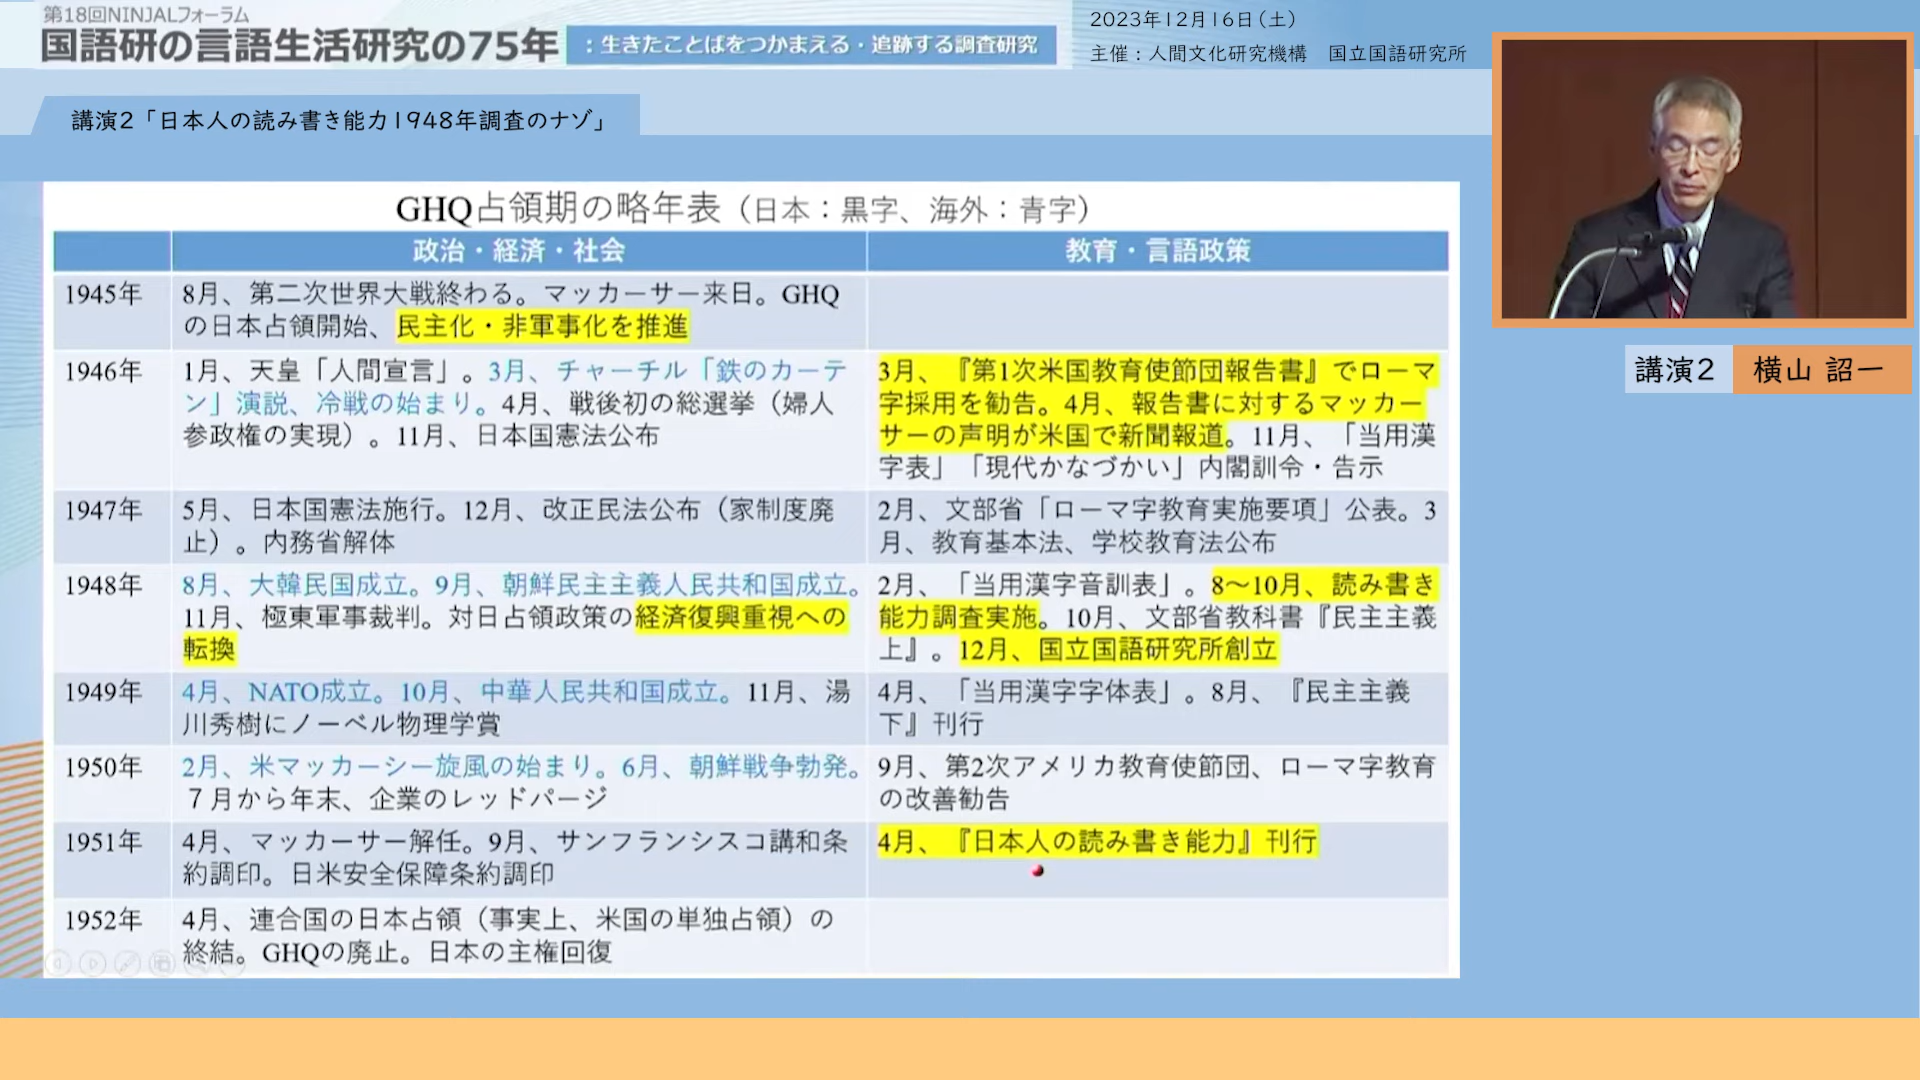 第18回NINJALフォーラム
国語研の言語生活研究の75年
：生きたことばをつかまえる・追跡する調査研究
2023年12月16日（土）
主催：人間文化研究機構　国立国語研究所
講演2「日本人の読み書き能力1948年調査のナゾ」
講演2　横山 詔一
GHQ占領期の略年表（日本：黒字、海外：青字）
政治・経済・社会
教育・言語政策
1945年
8月、第二次世界大戦終わる。マッカーサー来日。GHQ
の日本占領開始、民主化・非軍事化を推進
1946年
1月、天皇「人間宣言」。3月、チャーチル「鉄のカーテ
ン」演説、冷戦の始まり。4月、戦後初の総選挙（婦人
参政権の実現）。11月、日本国憲法公布
3月、『第1次米国教育使節団報告書』でローマ
字採用を勧告。4月、報告書に対するマッカー
サーの声明が米国で新聞報道。11月、「当用漢
字表」「現代かなづかい」内閣訓令・告示
1947年
5月、日本国憲法施行。12月、改正民法公布（家制度廃
止）。内務省解体
2月、文部省「ローマ字教育実施要項」公表。3
月、教育基本法、学校教育法公布
1948年
8月、大韓民国成立。9月、朝鮮民主主義人民共和国成立。
11月、極東軍事裁判。対日占領政策の経済復興重視への
転換
2月、「当用漢字音訓表」。8〜10月、読み書き
能力調査実施。10月、文部省教科書『民主主義
上』。12月、国立国語研究所創立
1949年
4月、NATO成立。10月、中華人民共和国成立。11月、湯
川秀樹にノーベル物理学賞
4月、「当用漢字字体表」。8月、『民主主義
下』刊行
1950年
2月、米マッカーシー旋風の始まり。6月、朝鮮戦争勃発。
７月から年末、企業のレッドパージ
9月、第2次アメリカ教育使節団、ローマ字教育
の改善勧告
1951年
4月、マッカーサー解任。9月、サンフランシスコ講和条
約調印。日米安全保障条約調印
4月、『日本人の読み書き能力』刊行
1952年
4月、連合国の日本占領（事実上、米国の単独占領）の
終結。GHQの廃止。日本の主権回復